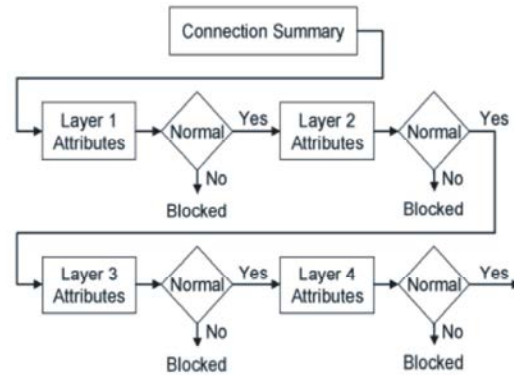 Connection Summary
Layer 1
Attributes
Normal
Yes
No
Blocked
Layer 2
Attributes
Normal
Yes
No
Blocked
Layer 3
Attributes
Normal
Yes
No
Blocked
Layer 4
Attributes
Normal
Yes
No
Blocked